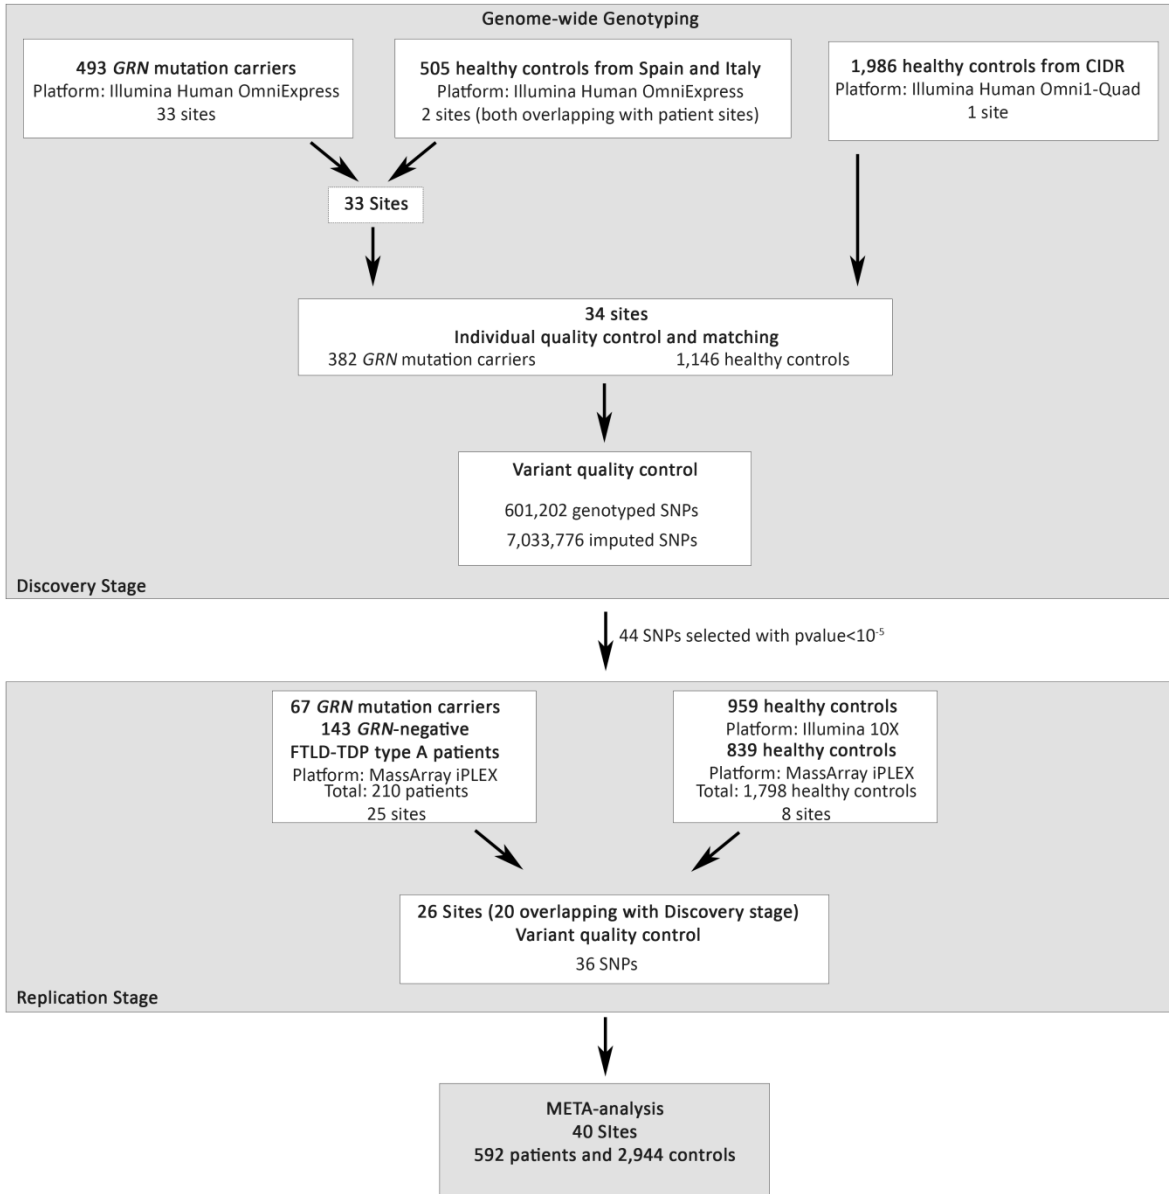 Genome-wide Genotyping
493 GRN mutation carriers
Platform: Illumina Human OmniExpress
33 sites
505 healthy controls from Spain and Italy
Platform: Illumina Human OmniExpress
2 sites (both overlapping with patient sites)
1,986 healthy controls from CIDR
Platform: Illumina Human Omni1-Quad
1 site
33 Sites
34 sites
Individual quality control and matching
382 GRN mutation carriers 1,146 healthy controls
Variant quality control
601,202 genotyped SNPs
7,033,776 imputed SNPs
Discovery Stage
44 SNPs selected with pvalue<10⁻⁵
67 GRN mutation carriers
143 GRN-negative
FTLD-TDP type A patients
Platform: MassArray iPLEX
Total: 210 patients
25 sites
959 healthy controls
Platform: Illumina 10X
839 healthy controls
Platform: MassArray iPLEX
Total: 1,798 healthy controls
8 sites
26 Sites (20 overlapping with Discovery stage)
Variant quality control
36 SNPs
Replication Stage
META-analysis
40 SItes
592 patients and 2,944 controls